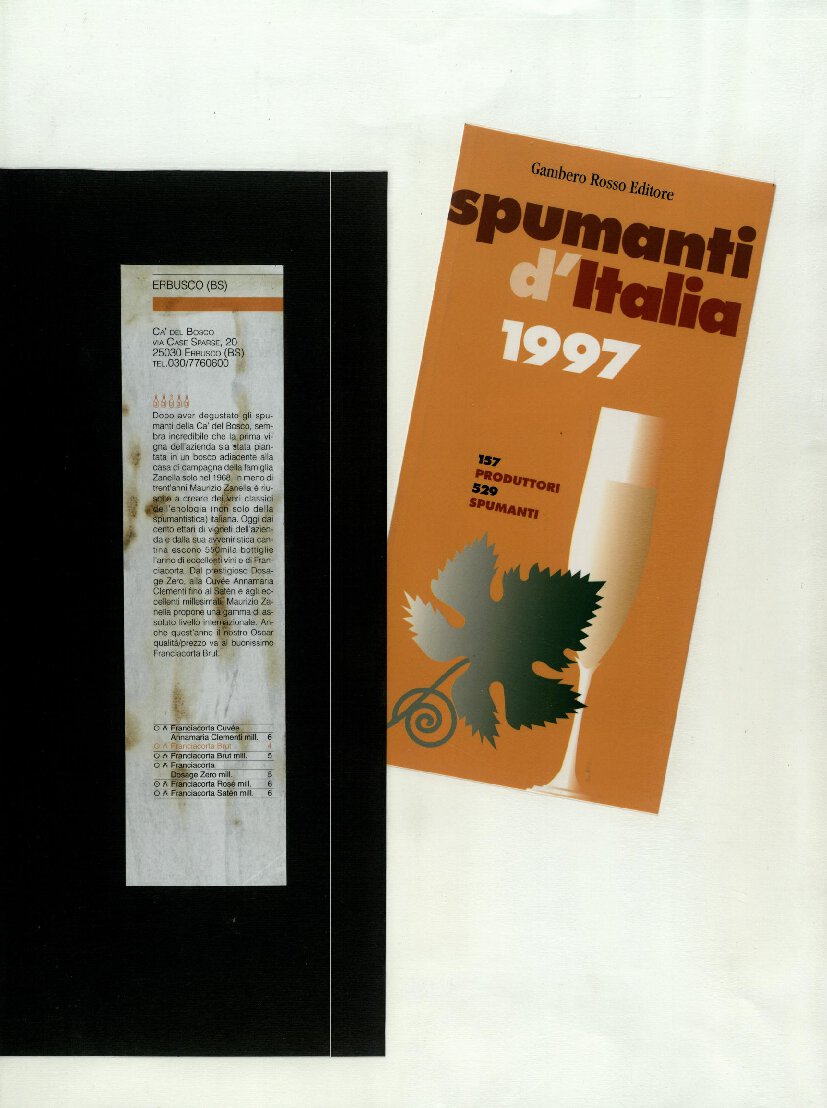 ERBUSCO (BS)
CA' DEL BOSCO
VIA CASE SPARSE, 20
25030 ERBUSCO (BS)
TEL.030/7760600
Dopo aver degustato gli spu-
manti della Ca' del Bosco, sem-
bra incredibile che la prima vi-
gna dell'azienda sia stata pian-
tata in un bosco adiacente alla
casa di campagna della famiglia
Zanella solo nel 1968. In meno di
trent'anni Maurizio Zanella è riu-
scito a creare dei veri classici
dell'enologia (non solo della
spumantistica) italiana. Oggi dai
cento ettari di vigneti dell'azien-
da e dalla sua avveniristica can-
tina escono 550mila bottiglie
l'anno di eccellenti vini e di Fran-
ciacorta. Dal prestigioso Dosa-
ge Zero, alla Cuvée Annamaria
Clementi fino al Satèn e agli ec-
cellenti millesimati, Maurizio Za-
nella propone una gamma di as-
soluto livello internazionale. An-
che quest'anno il nostro Oscar
qualità/prezzo va al buonissimo
Franciacorta Brut.
Franciacorta Cuvée
Annamaria Clementi mill. 6
Franciacorta Brut 4
Franciacorta Brut mill. 5
Franciacorta
Dosage Zero mill. 5
Franciacorta Rosé mill. 6
Franciacorta Satèn mill. 6
Gambero Rosso Editore
spumanti
d'Italia
1997
157
PRODUTTORI
529
SPUMANTI